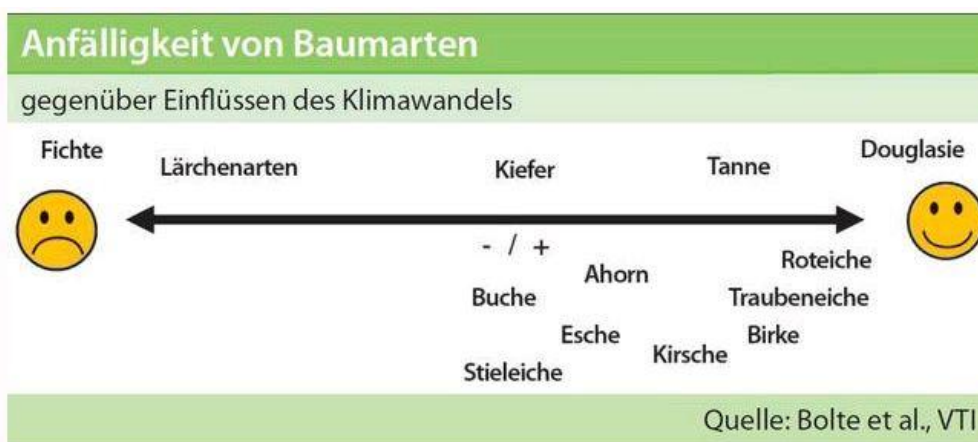 Anfälligkeit von Baumarten
gegenüber Einflüssen des Klimawandels
Fichte
Lärchenarten
Kiefer
Tanne
Douglasie
- / +
Roteiche
Ahorn
Buche
Traubeneiche
Esche
Birke
Kirsche
Stieleiche
Quelle: Bolte et al., VTI